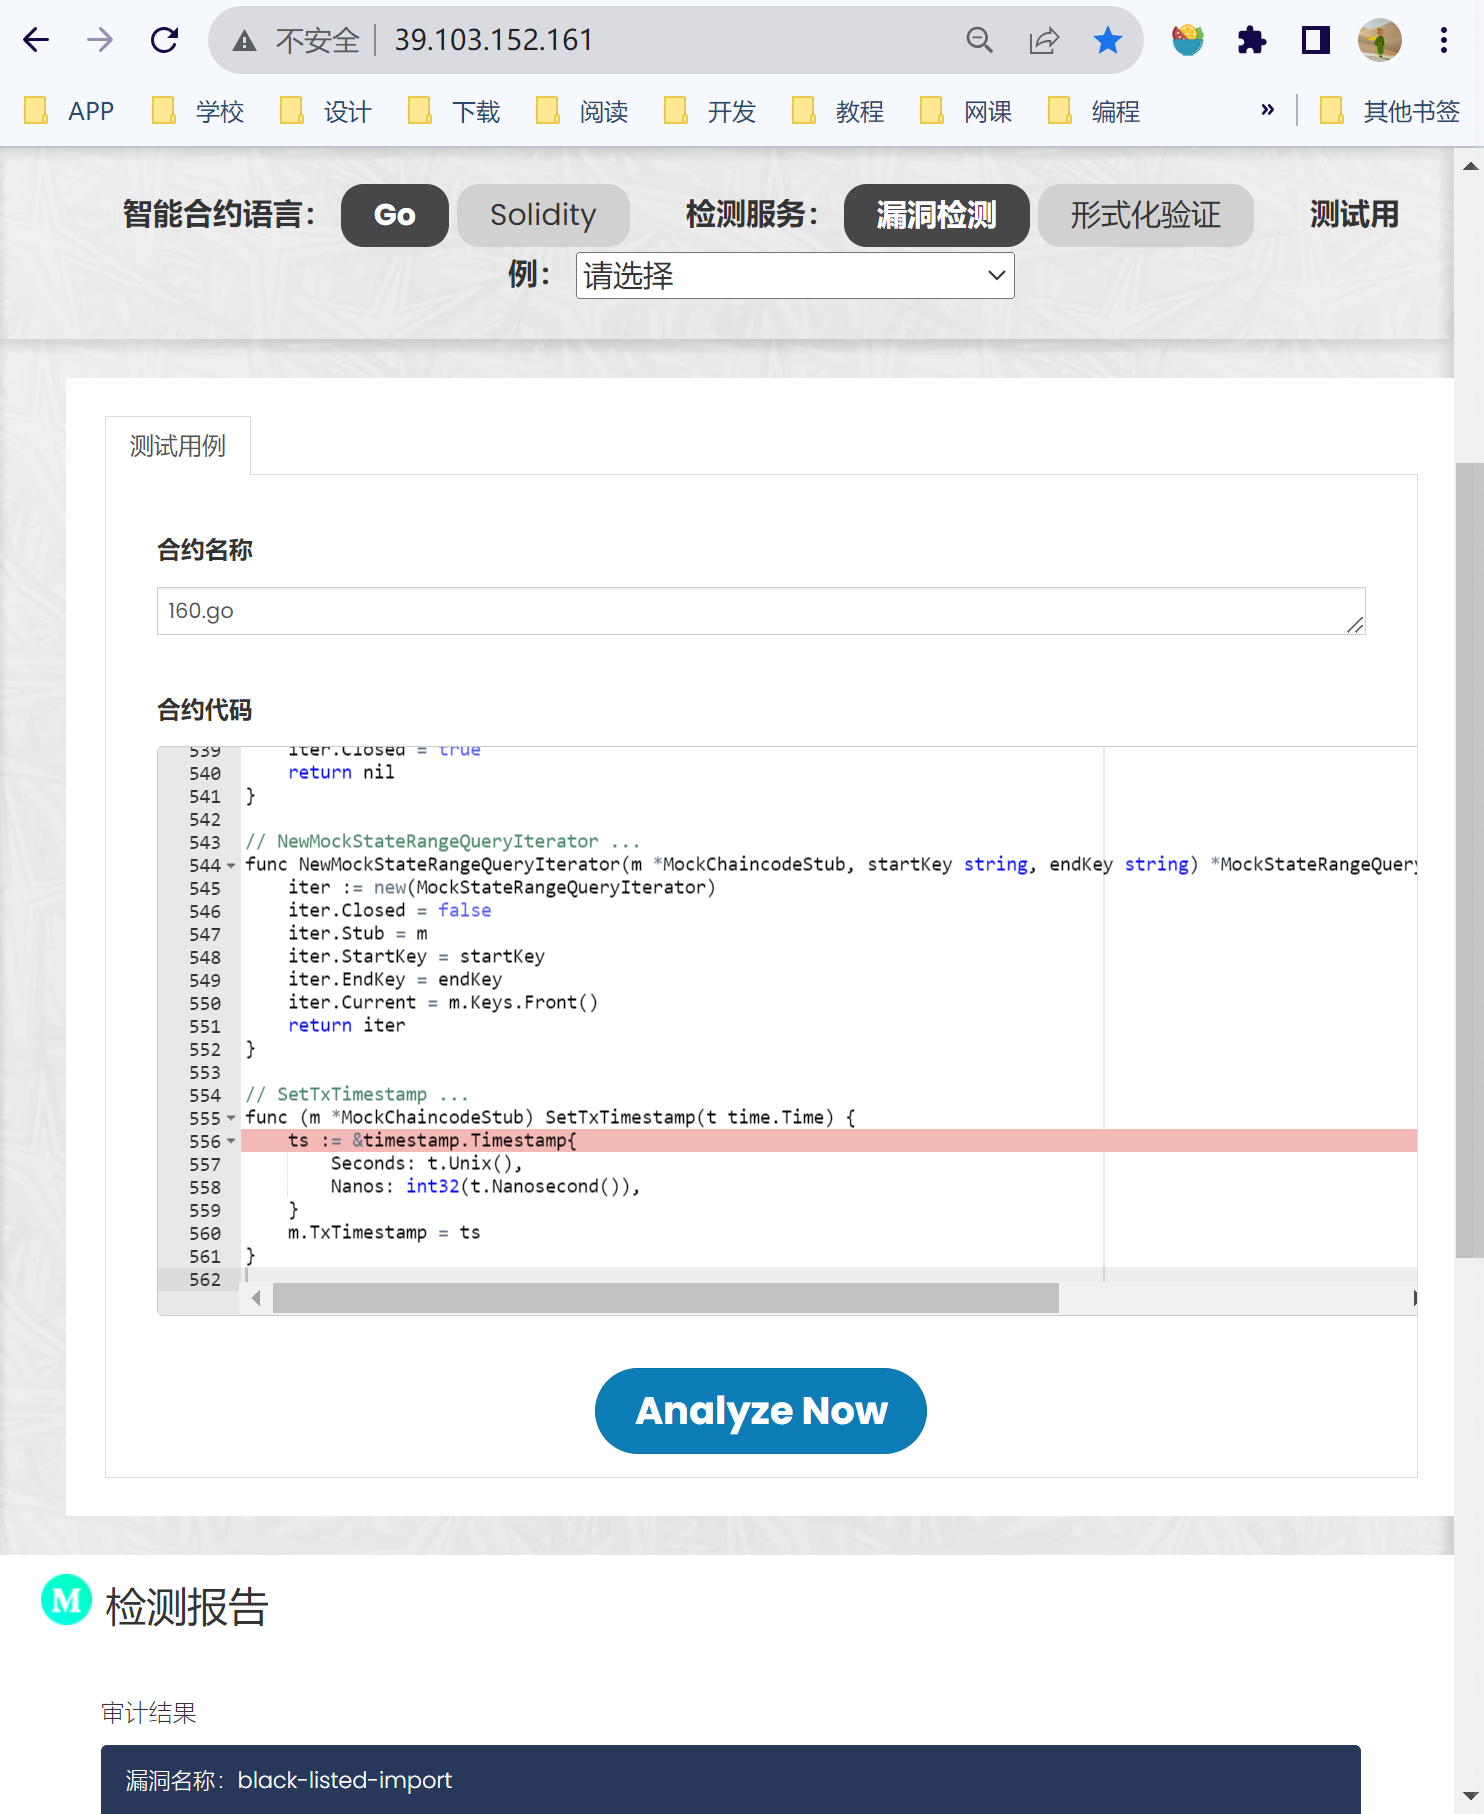 不安全 39.103.152.161
APP 学校 设计 下载 阅读 开发 教程 网课 编程 » 其他书签
智能合约语言： Go Solidity 检测服务： 漏洞检测 形式化验证 测试用
例： 请选择
测试用例
合约名称
160.go
合约代码
539 iter.Closed = true
540 return nil
541 }
542
543 // NewMockStateRangeQueryIterator ...
544 func NewMockStateRangeQueryIterator(m *MockChaincodeStub, startKey string, endKey string) *MockStateRangeQuery
545 iter := new(MockStateRangeQueryIterator)
546 iter.Closed = false
547 iter.Stub = m
548 iter.StartKey = startKey
549 iter.EndKey = endKey
550 iter.Current = m.Keys.Front()
551 return iter
552 }
553
554 // SetTxTimestamp ...
555 func (m *MockChaincodeStub) SetTxTimestamp(t time.Time) {
556 ts := &timestamp.Timestamp{
557 Seconds: t.Unix(),
558 Nanos: int32(t.Nanosecond()),
559 }
560 m.TxTimestamp = ts
561 }
562
Analyze Now
M 检测报告
审计结果
漏洞名称：black-listed-import